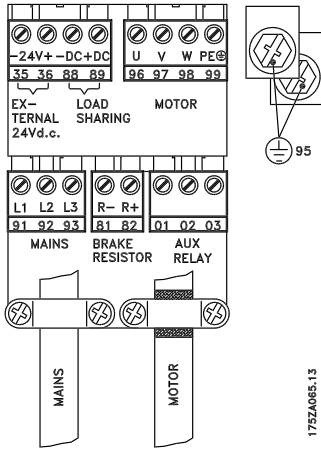 −24V+ −DC+DC
35 36 88 89
EX-
TERNAL
24Vd.c.
LOAD
SHARING
U V W PE
96 97 98 99
MOTOR
95
L1 L2 L3
91 92 93
MAINS
R− R+
81 82
BRAKE
RESISTOR
01 02 03
AUX
RELAY
MAINS
MOTOR
175ZA065.13